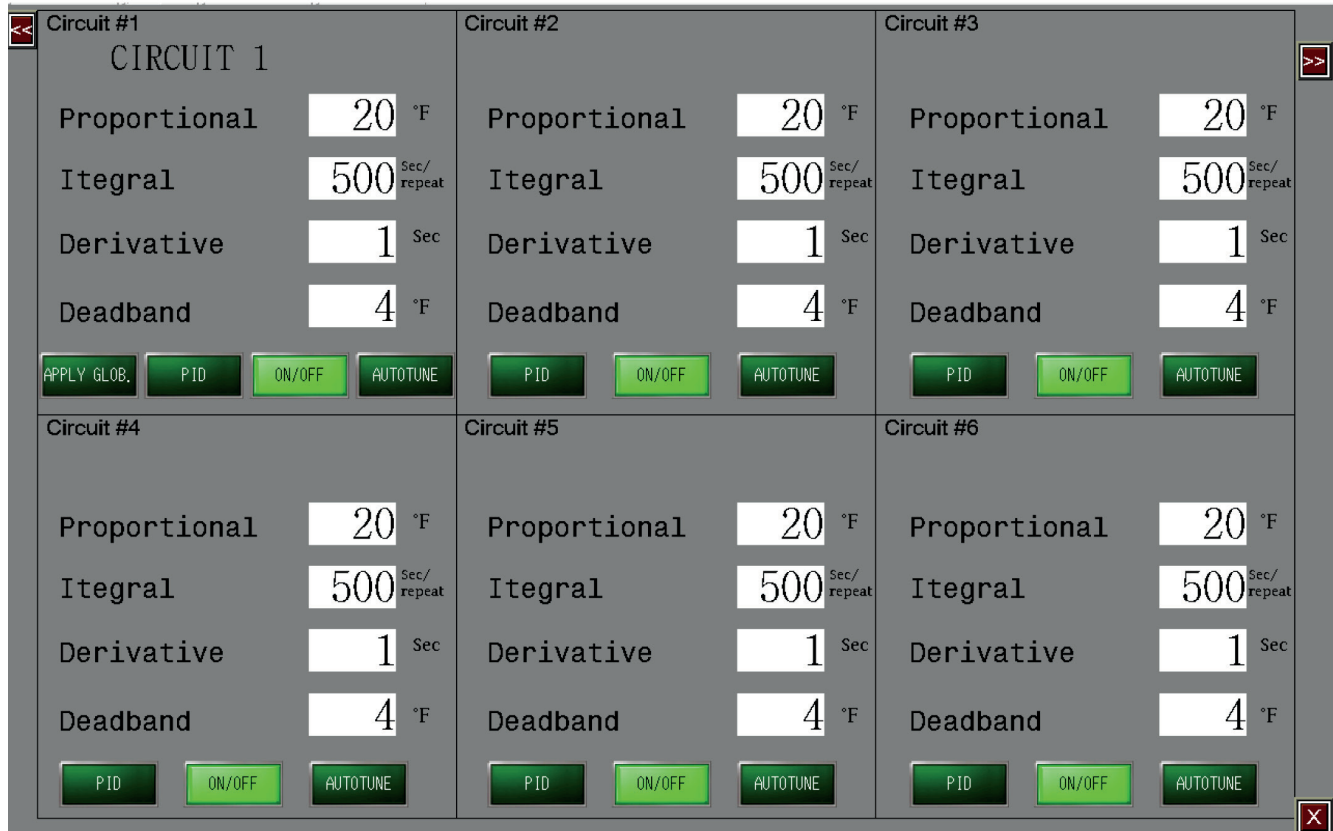 <<
Circuit #1
CIRCUIT 1
Proportional 20 °F
Itegral 500 Sec/
repeat
Derivative 1 Sec
Deadband 4 °F
APPLY GLOB. PID ON/OFF AUTOTUNE
Circuit #2
Proportional 20 °F
Itegral 500 Sec/
repeat
Derivative 1 Sec
Deadband 4 °F
PID ON/OFF AUTOTUNE
Circuit #3
Proportional 20 °F
Itegral 500 Sec/
repeat
Derivative 1 Sec
Deadband 4 °F
PID ON/OFF AUTOTUNE
>>
Circuit #4
Proportional 20 °F
Itegral 500 Sec/
repeat
Derivative 1 Sec
Deadband 4 °F
PID ON/OFF AUTOTUNE
Circuit #5
Proportional 20 °F
Itegral 500 Sec/
repeat
Derivative 1 Sec
Deadband 4 °F
PID ON/OFF AUTOTUNE
Circuit #6
Proportional 20 °F
Itegral 500 Sec/
repeat
Derivative 1 Sec
Deadband 4 °F
PID ON/OFF AUTOTUNE
X